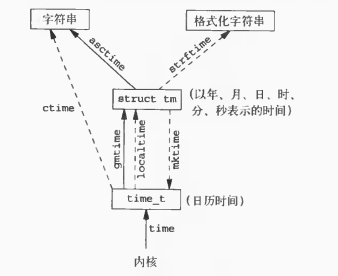 字符串
格式化字符串
asctime
strftime
ctime
struct tm
(以年、月、日、时、
分、秒表示的时间)
gmtime
localtime
mktime
time_t
(日历时间)
time
内核